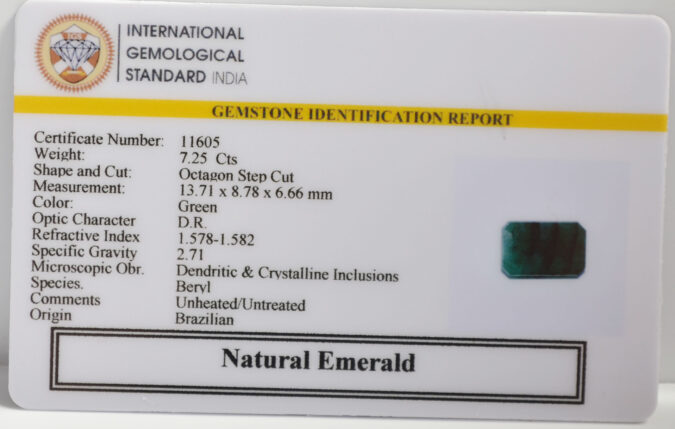 IGS
INTERNATIONAL
GEMOLOGICAL
STANDARD INDIA
GEMSTONE IDENTIFICATION REPORT
Certificate Number: 11605
Weight: 7.25 Cts
Shape and Cut: Octagon Step Cut
Measurement: 13.71 x 8.78 x 6.66 mm
Color: Green
Optic Character D.R.
Refractive Index 1.578-1.582
Specific Gravity 2.71
Microscopic Obr. Dendritic & Crystalline Inclusions
Species. Beryl
Comments Unheated/Untreated
Origin Brazilian
Natural Emerald